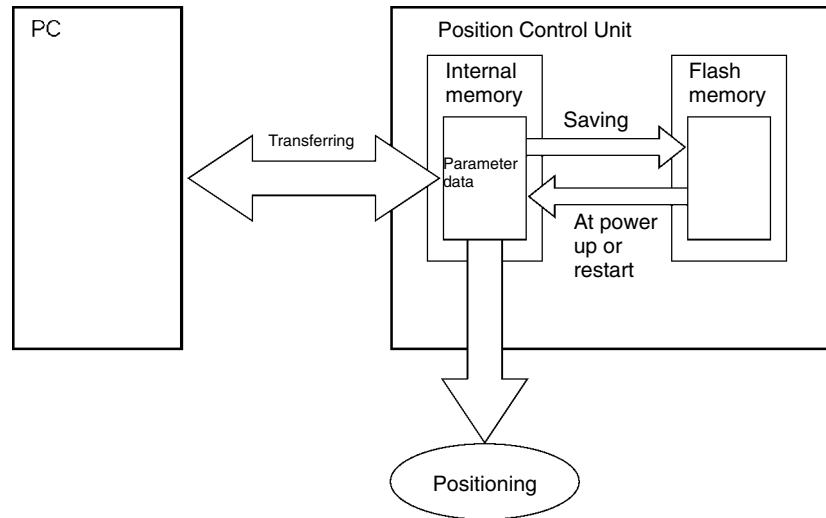 PC
Position Control Unit
Internal
memory
Flash
memory
Saving
Transferring
Parameter
data
At power
up or
restart
Positioning